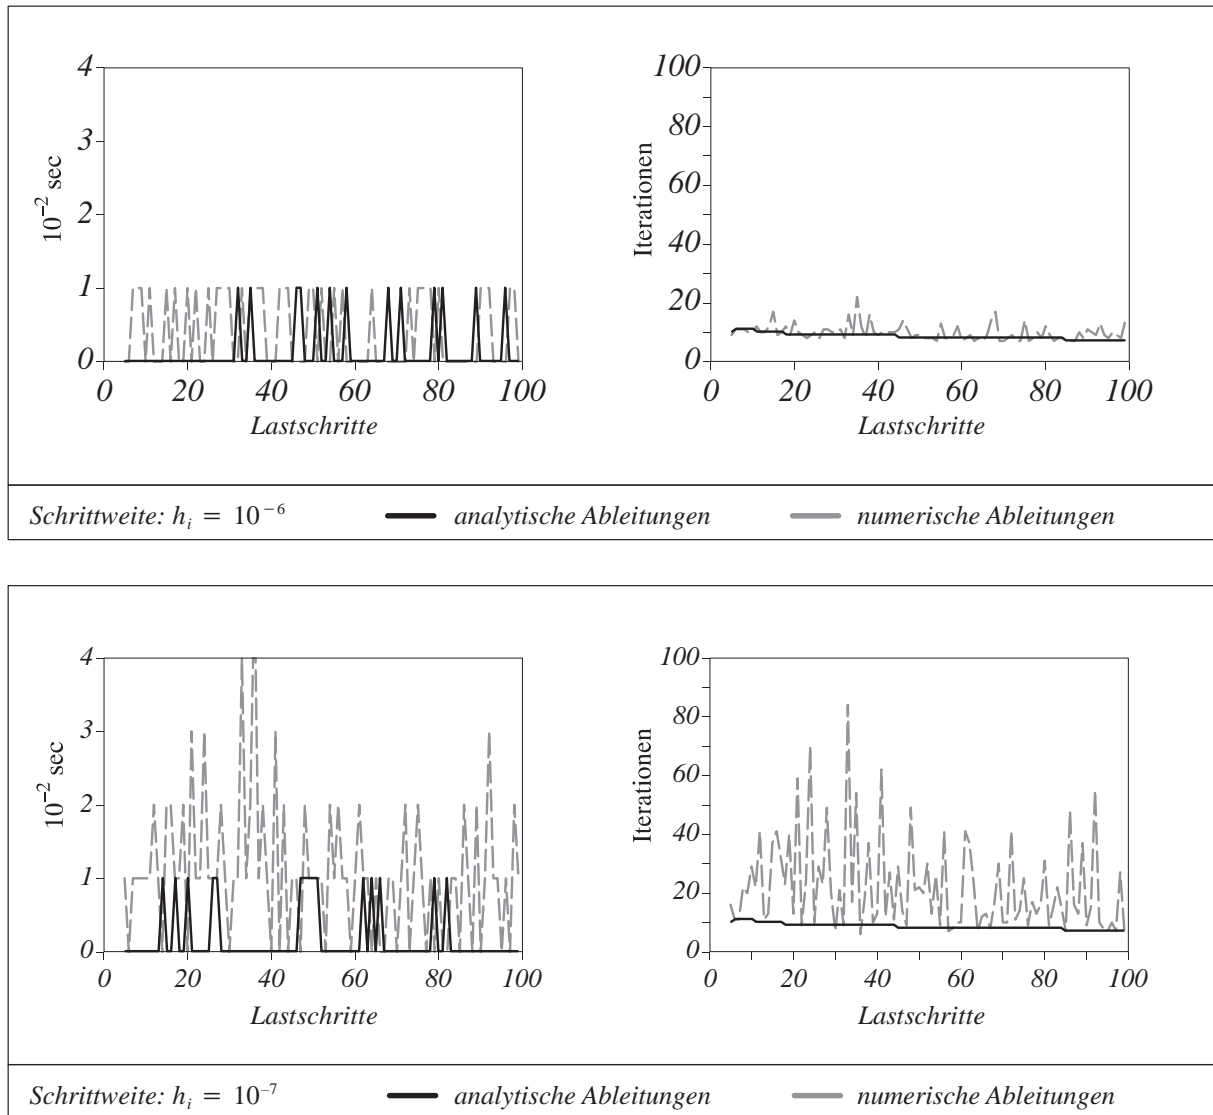 4
3
2
1
0
10⁻² sec
0 20 40 60 80 100
Lastschritte
100
80
60
40
20
0
Iterationen
0 20 40 60 80 100
Lastschritte
Schrittweite: hᵢ = 10⁻⁶ analytische Ableitungen numerische Ableitungen
4
3
2
1
0
10⁻² sec
0 20 40 60 80 100
Lastschritte
100
80
60
40
20
0
Iterationen
0 20 40 60 80 100
Lastschritte
Schrittweite: hᵢ = 10⁻⁷ analytische Ableitungen numerische Ableitungen